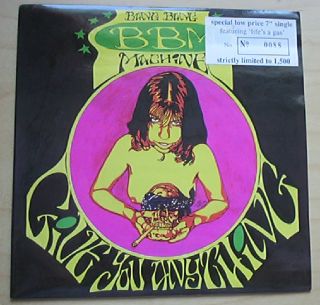 BANG BANG
BBM
MACHINE
special low price 7" single
featuring 'life's a gas'
No. Nº 0088
strictly limited to 1,500
GIVE YOU ANYTHING